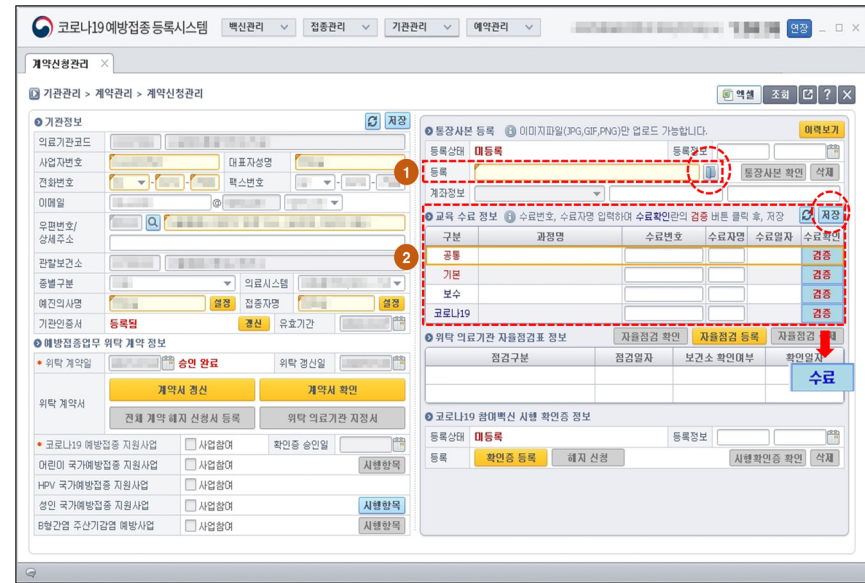 코로나19예방접종 등록시스템 백신관리 접종관리 기관관리 예약관리 연장
계약신청관리 ×
기관관리 > 계약관리 > 계약신청관리 엑셀 조회 ? X
기관정보 저장
의료기관코드
사업자번호 대표자성명
전화번호 - - 팩스번호 - -
이메일 @
우편번호/
상세주소
관할보건소
종별구분 의료시스템
예진의사명 설정 접종자명 설정
기관인증서 등록됨 갱신 유효기간
예방접종업무 위탁 계약 정보
* 위탁 계약일 승인 완료 위탁 갱신일
위탁 계약서 계약서 갱신 계약서 확인
전체 계약 해지 신청서 등록 위탁 의료기관 지정서
* 코로나19 예방접종 지원사업 사업참여 확인증 승인일
어린이 국가예방접종 지원사업 사업참여 시행항목
HPV 국가예방접종 지원사업 사업참여
성인 국가예방접종 지원사업 사업참여 시행항목
B형간염 주산기감염 예방사업 사업참여 시행항목
통장사본 등록 이미지파일(JPG,GIF,PNG)만 업로드 가능합니다. 이력보기
등록상태 미등록 등록정보
1 등록 통장사본 확인 삭제
계좌정보
교육 수료 정보 수료번호, 수료자명 입력하여 수료확인란의 검증 버튼 클릭 후, 저장 저장
구분 과정명 수료번호 수료자명 수료일자 수료확인
2 공통 검증
기본 검증
보수 검증
코로나19 검증
위탁 의료기관 자율점검표 정보 자율점검 확인 자율점검 등록 자율점검
점검구분 점검일자 보건소 확인여부 확인일자
수료
코로나19 참여백신 시행 확인증 정보
등록상태 미등록 등록정보
등록 확인증 등록 해지 신청 시행확인증 확인 삭제